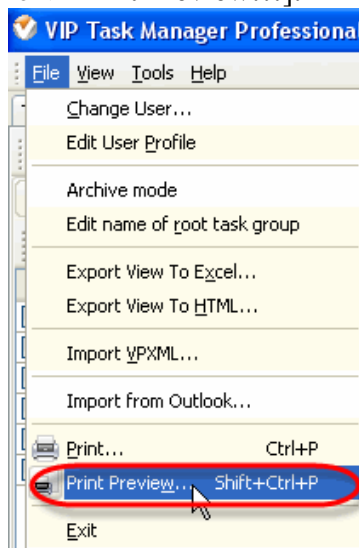 VIP Task Manager Professional
File View Tools Help
Change User...
Edit User Profile
Archive mode
Edit name of root task group
Export View To Excel...
Export View To HTML...
Import VPXML...
Import from Outlook...
Print... Ctrl+P
Print Preview... Shift+Ctrl+P
Exit